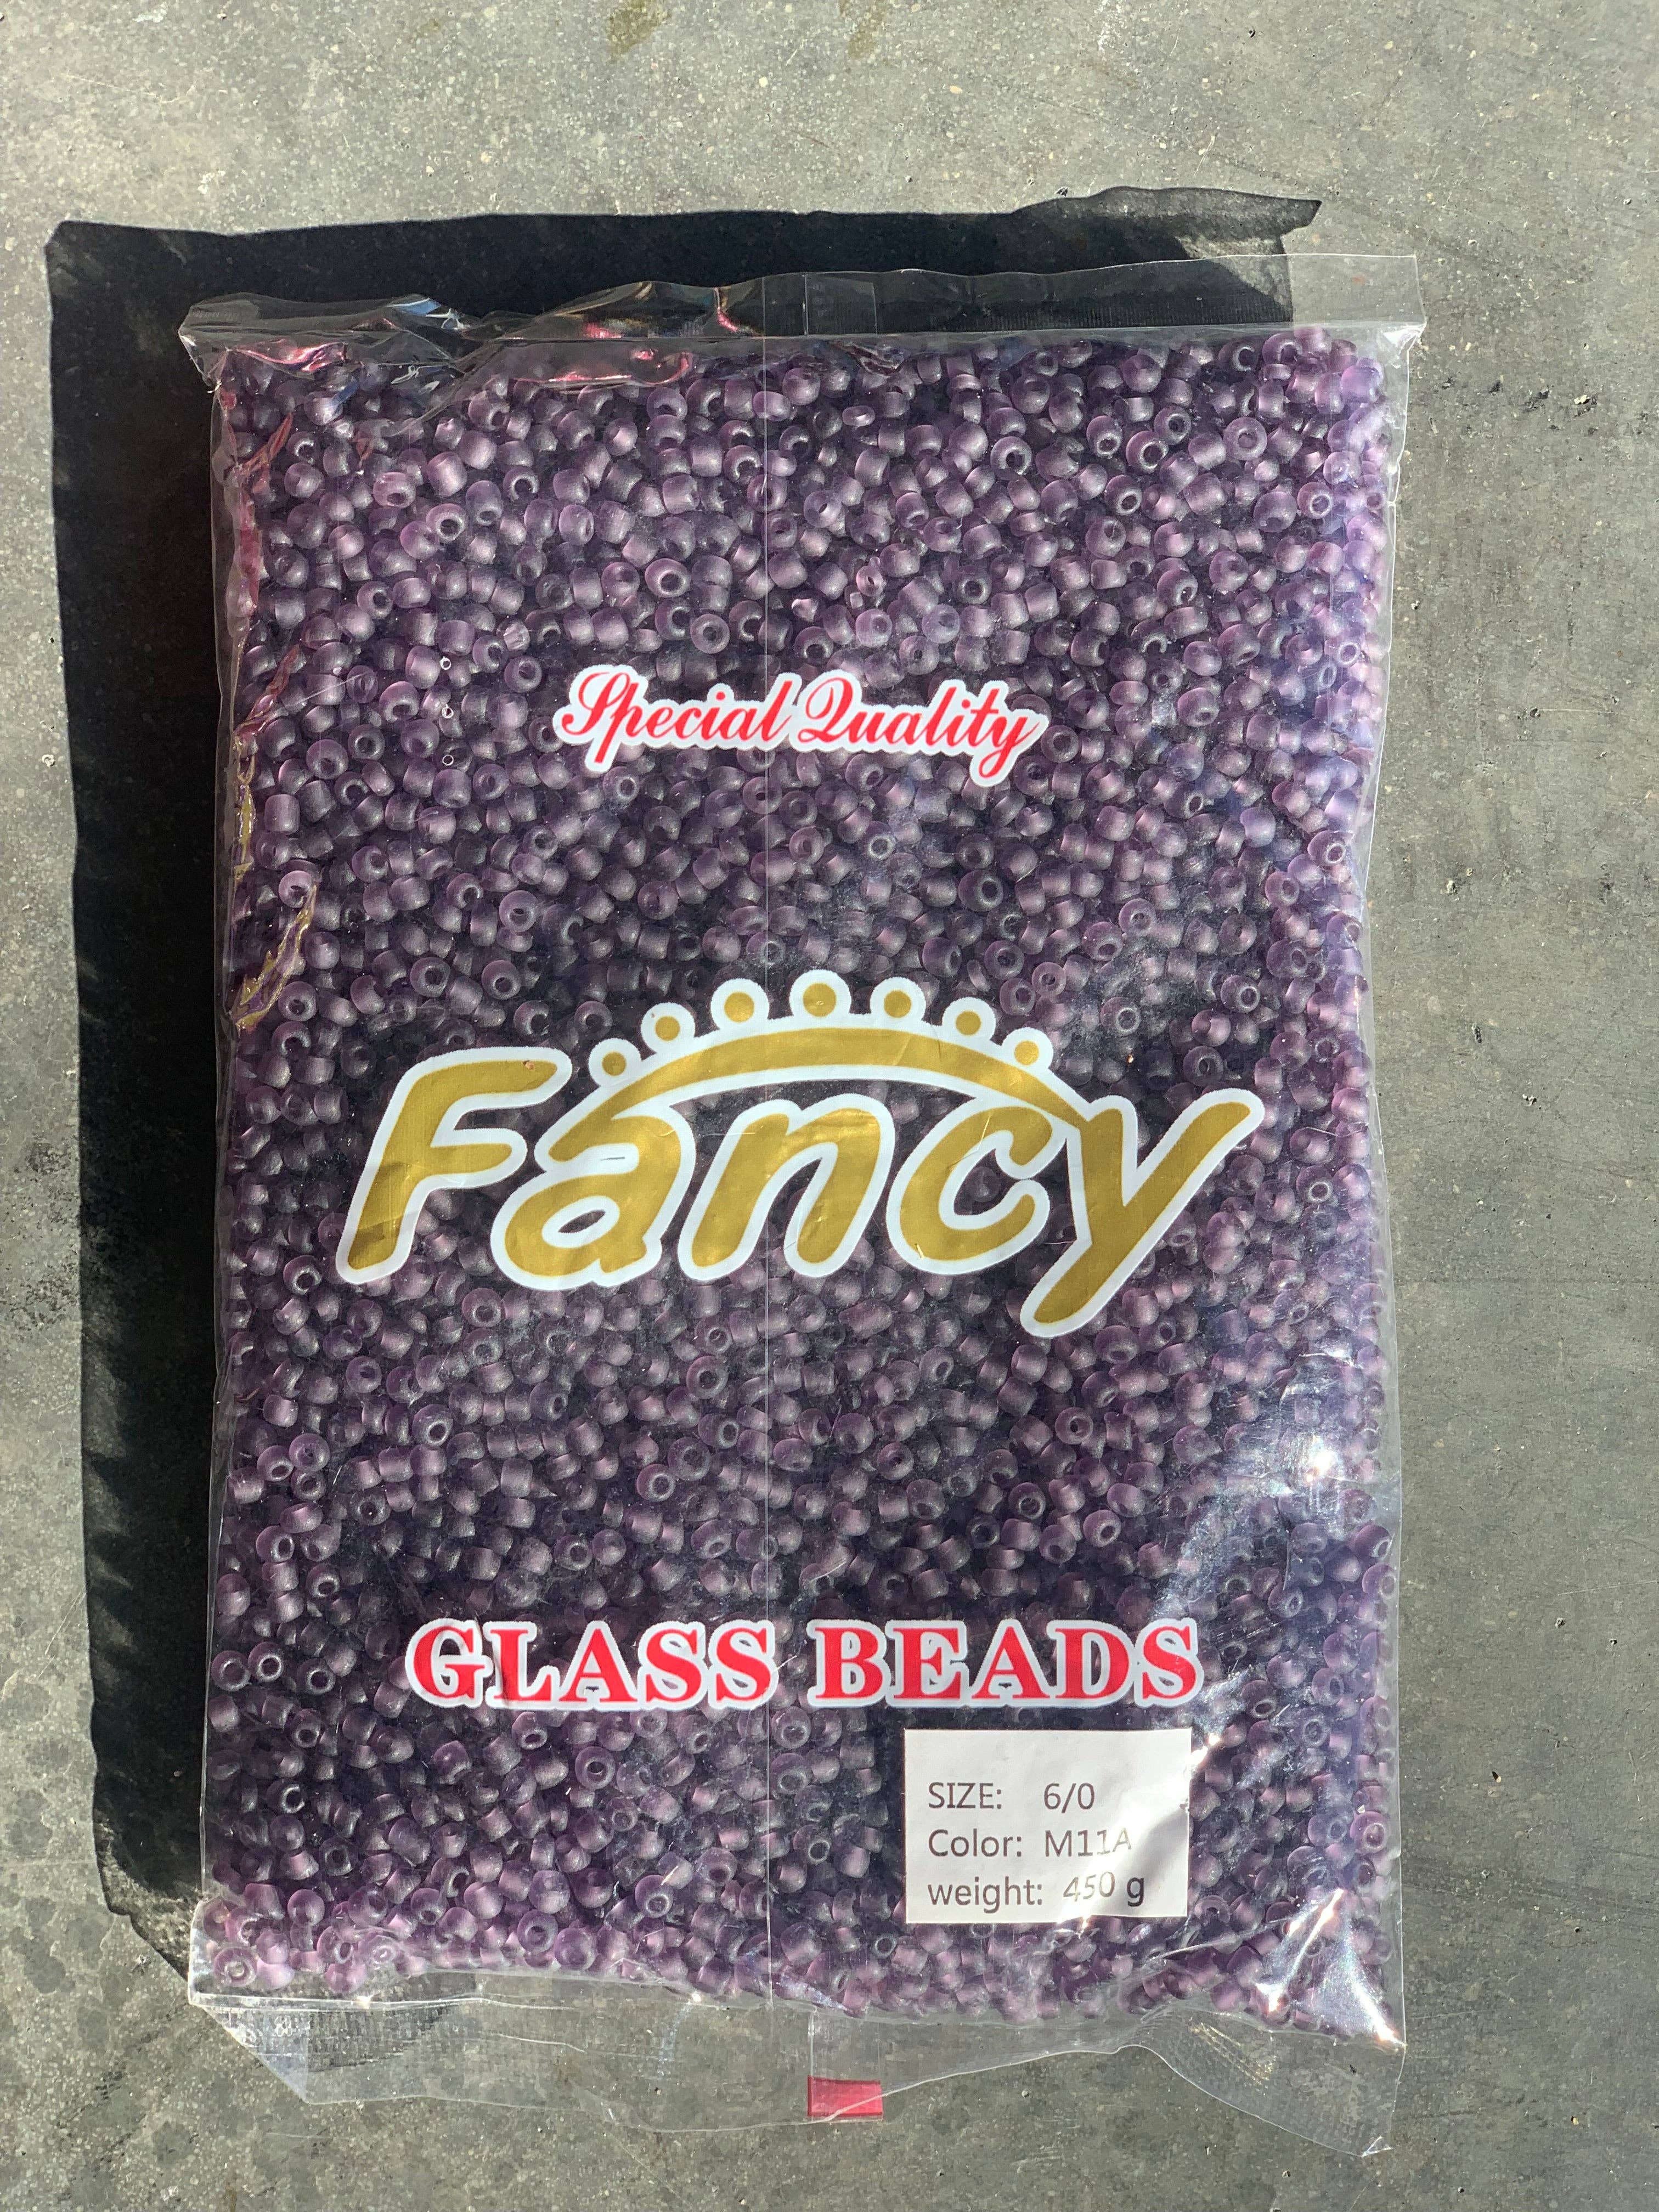 Special Quality
Fancy
GLASS BEADS
SIZE: 6/0
Color: M11A
weight: 450 g